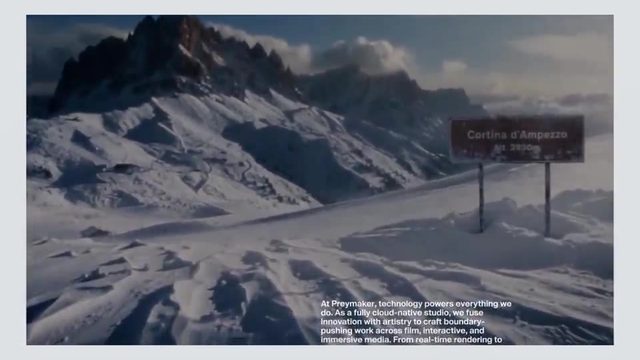 Cortina d'Ampezzo
At Preymaker, technology powers everything we
do. As a fully cloud-native studio, we fuse
innovation with artistry to craft boundary-
pushing work across film, interactive, and
immersive media. From real-time rendering to